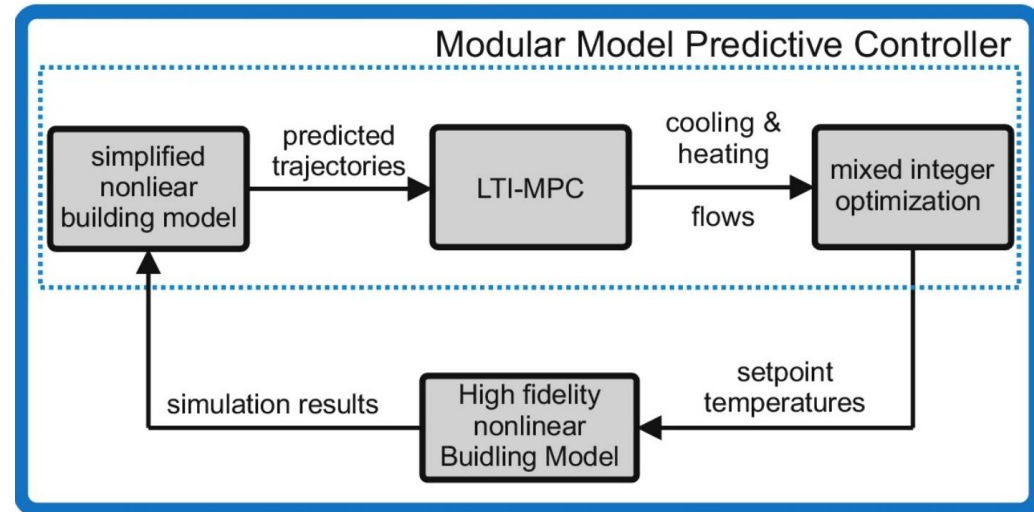 Modular Model Predictive Controller
simplified
nonliear
building model
predicted
trajectories
LTI-MPC
cooling &
heating
flows
mixed integer
optimization
setpoint
temperatures
High fidelity
nonlinear
Buidling Model
simulation results